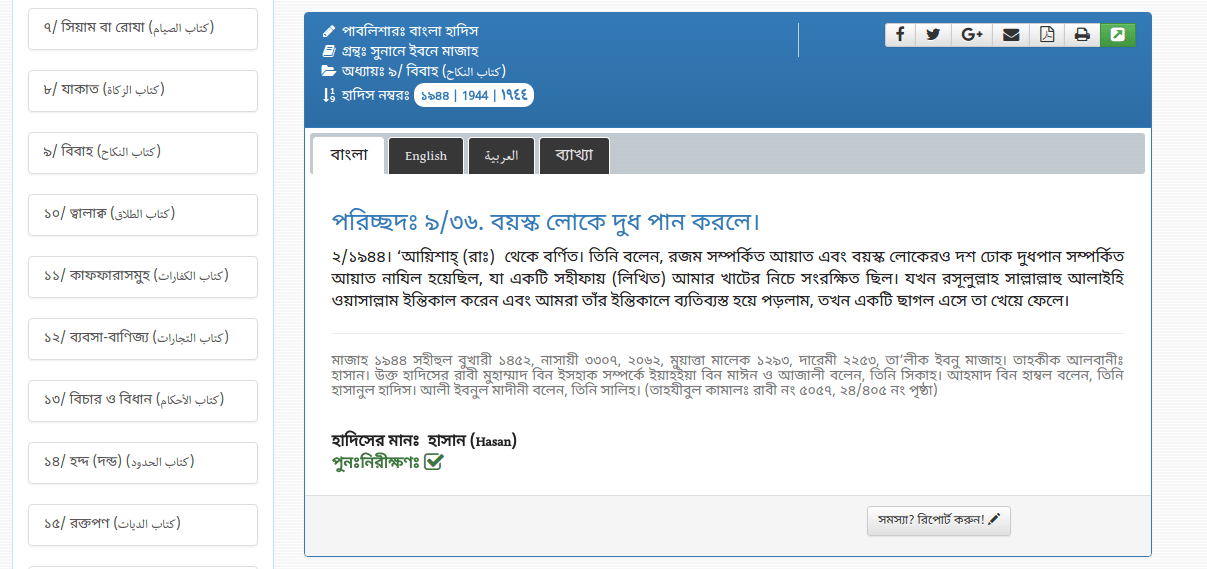 ৭/ সিয়াম বা রোযা (كتاب الصيام)
৮/ যাকাত (كتاب الزكاة)
৯/ বিবাহ (كتاب النكاح)
১০/ ত্বালাক্ব (كتاب الطلاق)
১১/ কাফফারাসমুহ (كتاب الكفارات)
১২/ ব্যবসা-বাণিজ্য (كتاب التجارات)
১৩/ বিচার ও বিধান (كتاب الأحكام)
১৪/ হদ্দ (দন্ড) (كتاب الحدود)
১৫/ রক্তপণ (كتاب الديات)
পাবলিশারঃ বাংলা হাদিস
গ্রন্থঃ সুনানে ইবনে মাজাহ
অধ্যায়ঃ ৯/ বিবাহ (كتاب النكاح)
হাদিস নম্বরঃ ১৯৪৪ | 1944 | ١٩٤٤
বাংলা English العربية ব্যাখ্যা
পরিচ্ছদঃ ৯/৩৬. বয়স্ক লোকে দুধ পান করলে।
২/১৯৪৪। ‘আয়িশাহ্ (রাঃ) থেকে বর্ণিত। তিনি বলেন, রজম সম্পর্কিত আয়াত এবং বয়স্ক লোকেরও দশ ঢোক দুধপান সম্পর্কিত
আয়াত নাযিল হয়েছিল, যা একটি সহীফায় (লিখিত) আমার খাটের নিচে সংরক্ষিত ছিল। যখন রসূলুল্লাহ সাল্লাল্লাহু আলাইহি
ওয়াসাল্লাম ইন্তিকাল করেন এবং আমরা তাঁর ইন্তিকালে ব্যতিব্যস্ত হয়ে পড়লাম, তখন একটি ছাগল এসে তা খেয়ে ফেলে।
মাজাহ ১৯৪৪ সহীহুল বুখারী ১৪৫২, নাসায়ী ৩৩০৭, ২০৬২, মুয়াত্তা মালেক ১২৯৩, দারেমী ২২৫৩, তা’লীক ইবনু মাজাহ। তাহকীক আলবানীঃ
হাসান। উক্ত হাদিসের রাবী মুহাম্মাদ বিন ইসহাক সম্পর্কে ইয়াহইয়া বিন মাঈন ও আজালী বলেন, তিনি সিকাহ। আহমাদ বিন হাম্বল বলেন, তিনি
হাসানুল হাদিস। আলী ইবনুল মাদীনী বলেন, তিনি সালিহ। (তাহযীবুল কামালঃ রাবী নং ৫০৫৭, ২৪/৪০৫ নং পৃষ্ঠা)
হাদিসের মানঃ হাসান (Hasan)
পুনঃনিরীক্ষণঃ
সমস্যা? রিপোর্ট করুন!